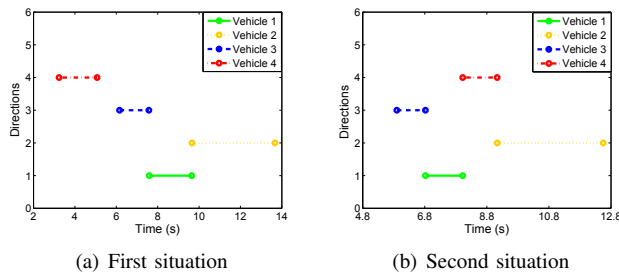 6
5
4
3
2
1
0
Directions
2
4
6
8
10
12
14
Time (s)
Vehicle 1
Vehicle 2
Vehicle 3
Vehicle 4
(a) First situation
6
5
4
3
2
1
0
Directions
4.8
6.8
8.8
10.8
12.8
Time (s)
Vehicle 1
Vehicle 2
Vehicle 3
Vehicle 4
(b) Second situation